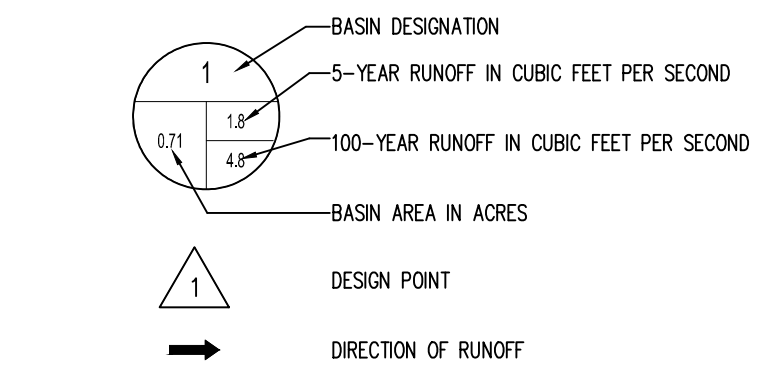 BASIN DESIGNATION
1
5-YEAR RUNOFF IN CUBIC FEET PER SECOND
1.8
0.71
100-YEAR RUNOFF IN CUBIC FEET PER SECOND
4.8
BASIN AREA IN ACRES
1
DESIGN POINT
DIRECTION OF RUNOFF